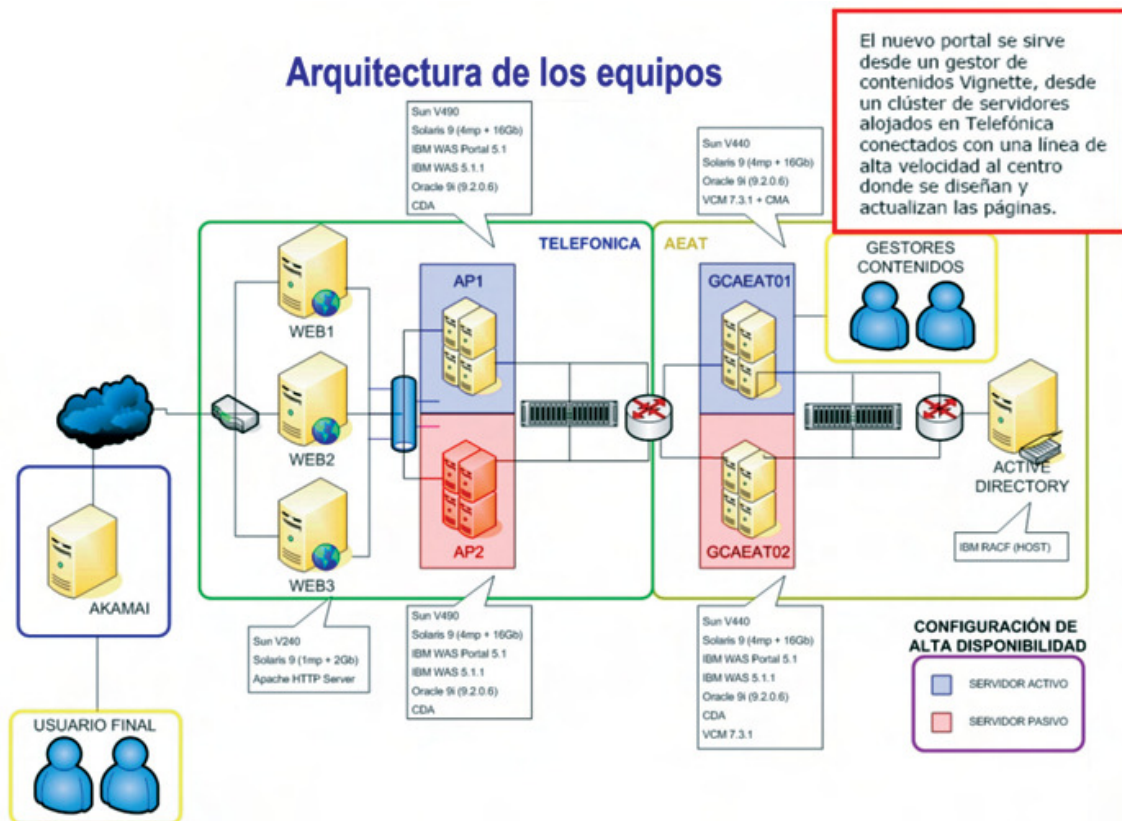 Arquitectura de los equipos
El nuevo portal se sirve
desde un gestor de
contenidos Vignette, desde
un clúster de servidores
alojados en Telefónica
conectados con una línea de
alta velocidad al centro
donde se diseñan y
actualizan las páginas.
Sun V490
Solaris 9 (4mp + 16Gb)
IBM WAS Portal 5.1
IBM WAS 5.1.1
Oracle 9i (9.2.0.6)
CDA
Sun V440
Solaris 9 (4mp + 16Gb)
Oracle 9i (9.2.0.6)
VCM 7.3.1 + CMA
TELEFONICA
AEAT
GESTORES
CONTENIDOS
WEB1
WEB2
WEB3
AP1
AP2
GCAEAT01
GCAEAT02
ACTIVE
DIRECTORY
IBM RACF (HOST)
AKAMAI
USUARIO FINAL
Sun V240
Solaris 9 (1mp + 2Gb)
Apache HTTP Server
Sun V490
Solaris 9 (4mp + 16Gb)
IBM WAS Portal 5.1
IBM WAS 5.1.1
Oracle 9i (9.2.0.6)
CDA
Sun V440
Solaris 9 (4mp + 16Gb)
IBM WAS Portal 5.1
IBM WAS 5.1.1
Oracle 9i (9.2.0.6)
CDA
VCM 7.3.1
CONFIGURACIÓN DE
ALTA DISPONIBILIDAD
SERVIDOR ACTIVO
SERVIDOR PASIVO